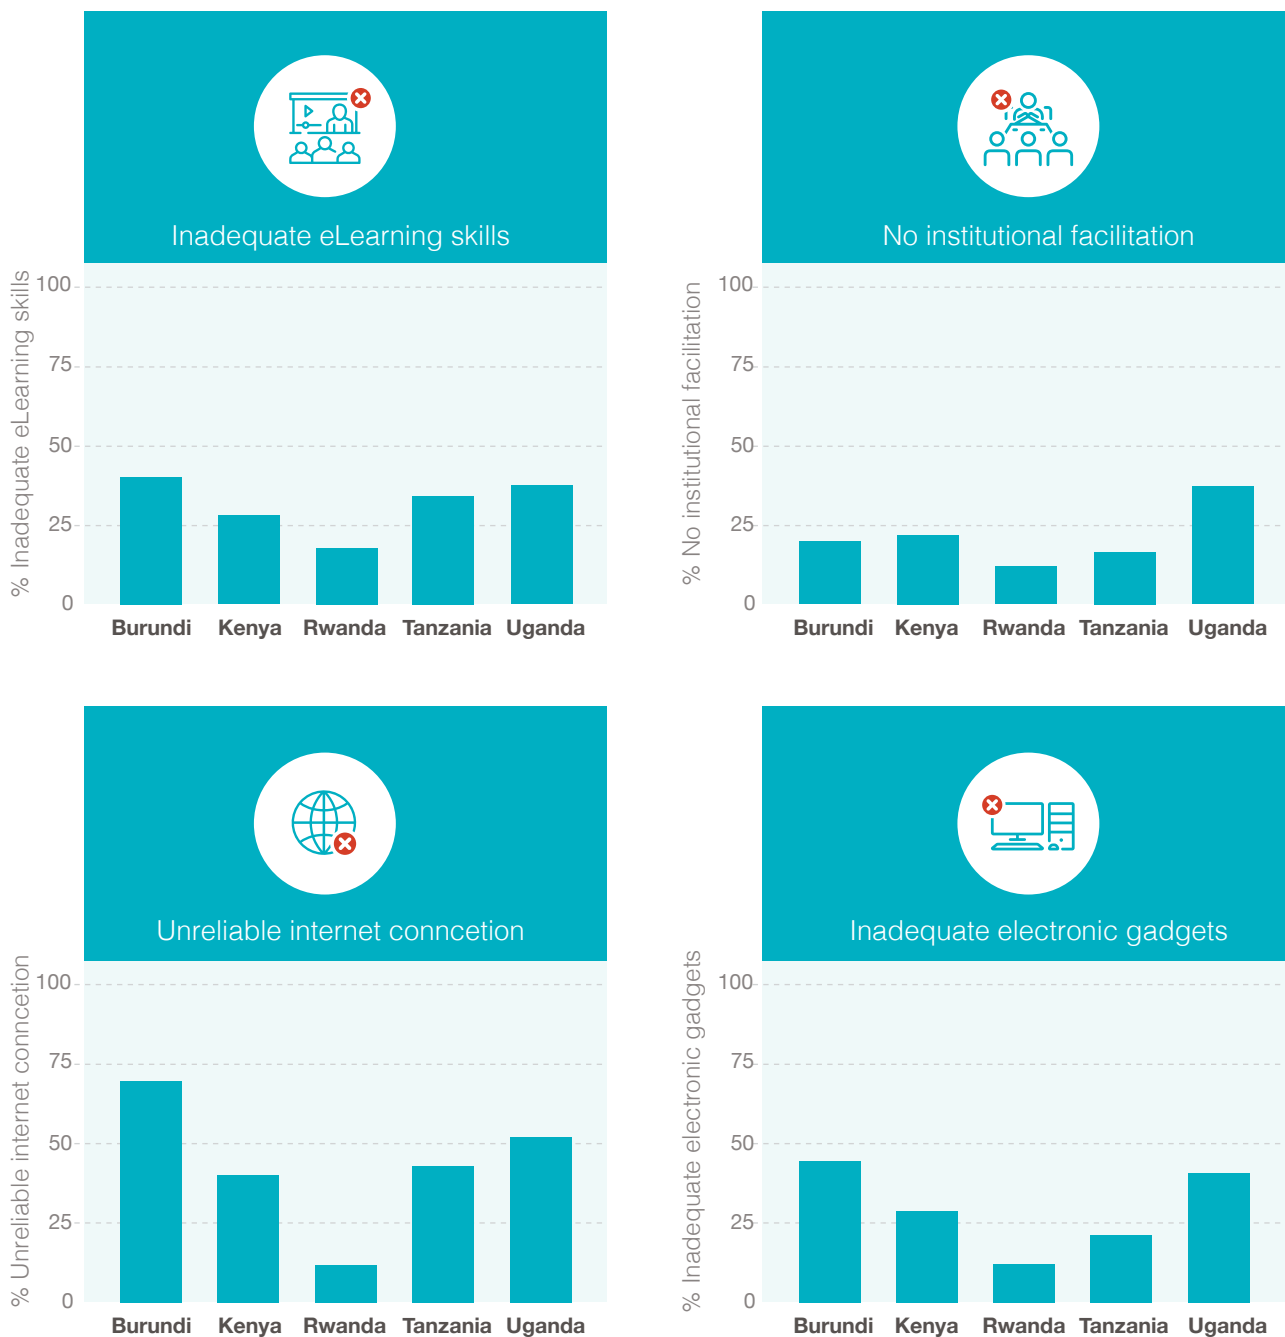 Inadequate eLearning skills
% Inadequate eLearning skills
100
75
50
25
0
Burundi Kenya Rwanda Tanzania Uganda
No institutional facilitation
% No institutional facilitation
100
75
50
25
0
Burundi Kenya Rwanda Tanzania Uganda
Unreliable internet conncetion
% Unreliable internet conncetion
100
75
50
25
0
Burundi Kenya Rwanda Tanzania Uganda
Inadequate electronic gadgets
% Inadequate electronic gadgets
100
75
50
25
0
Burundi Kenya Rwanda Tanzania Uganda